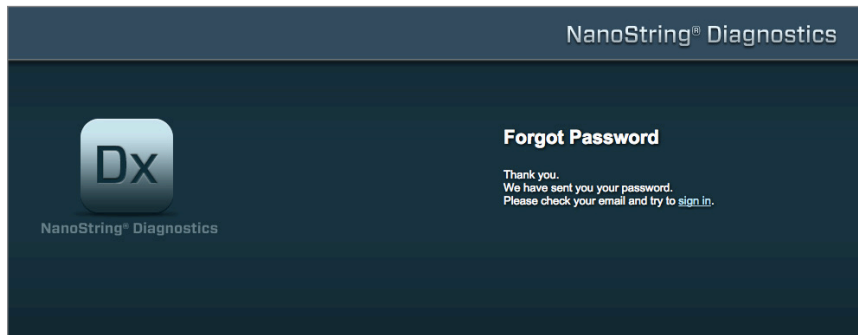 NanoString® Diagnostics
Dx
NanoString® Diagnostics
Forgot Password
Thank you.
We have sent you your password.
Please check your email and try to sign in.